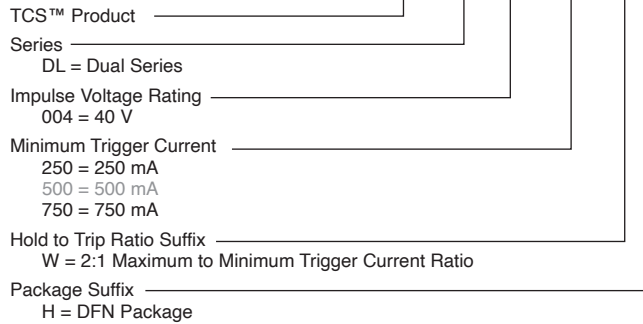 TCS™ Product
Series
DL = Dual Series
Impulse Voltage Rating
004 = 40 V
Minimum Trigger Current
250 = 250 mA
500 = 500 mA
750 = 750 mA
Hold to Trip Ratio Suffix
W = 2:1 Maximum to Minimum Trigger Current Ratio
Package Suffix
H = DFN Package